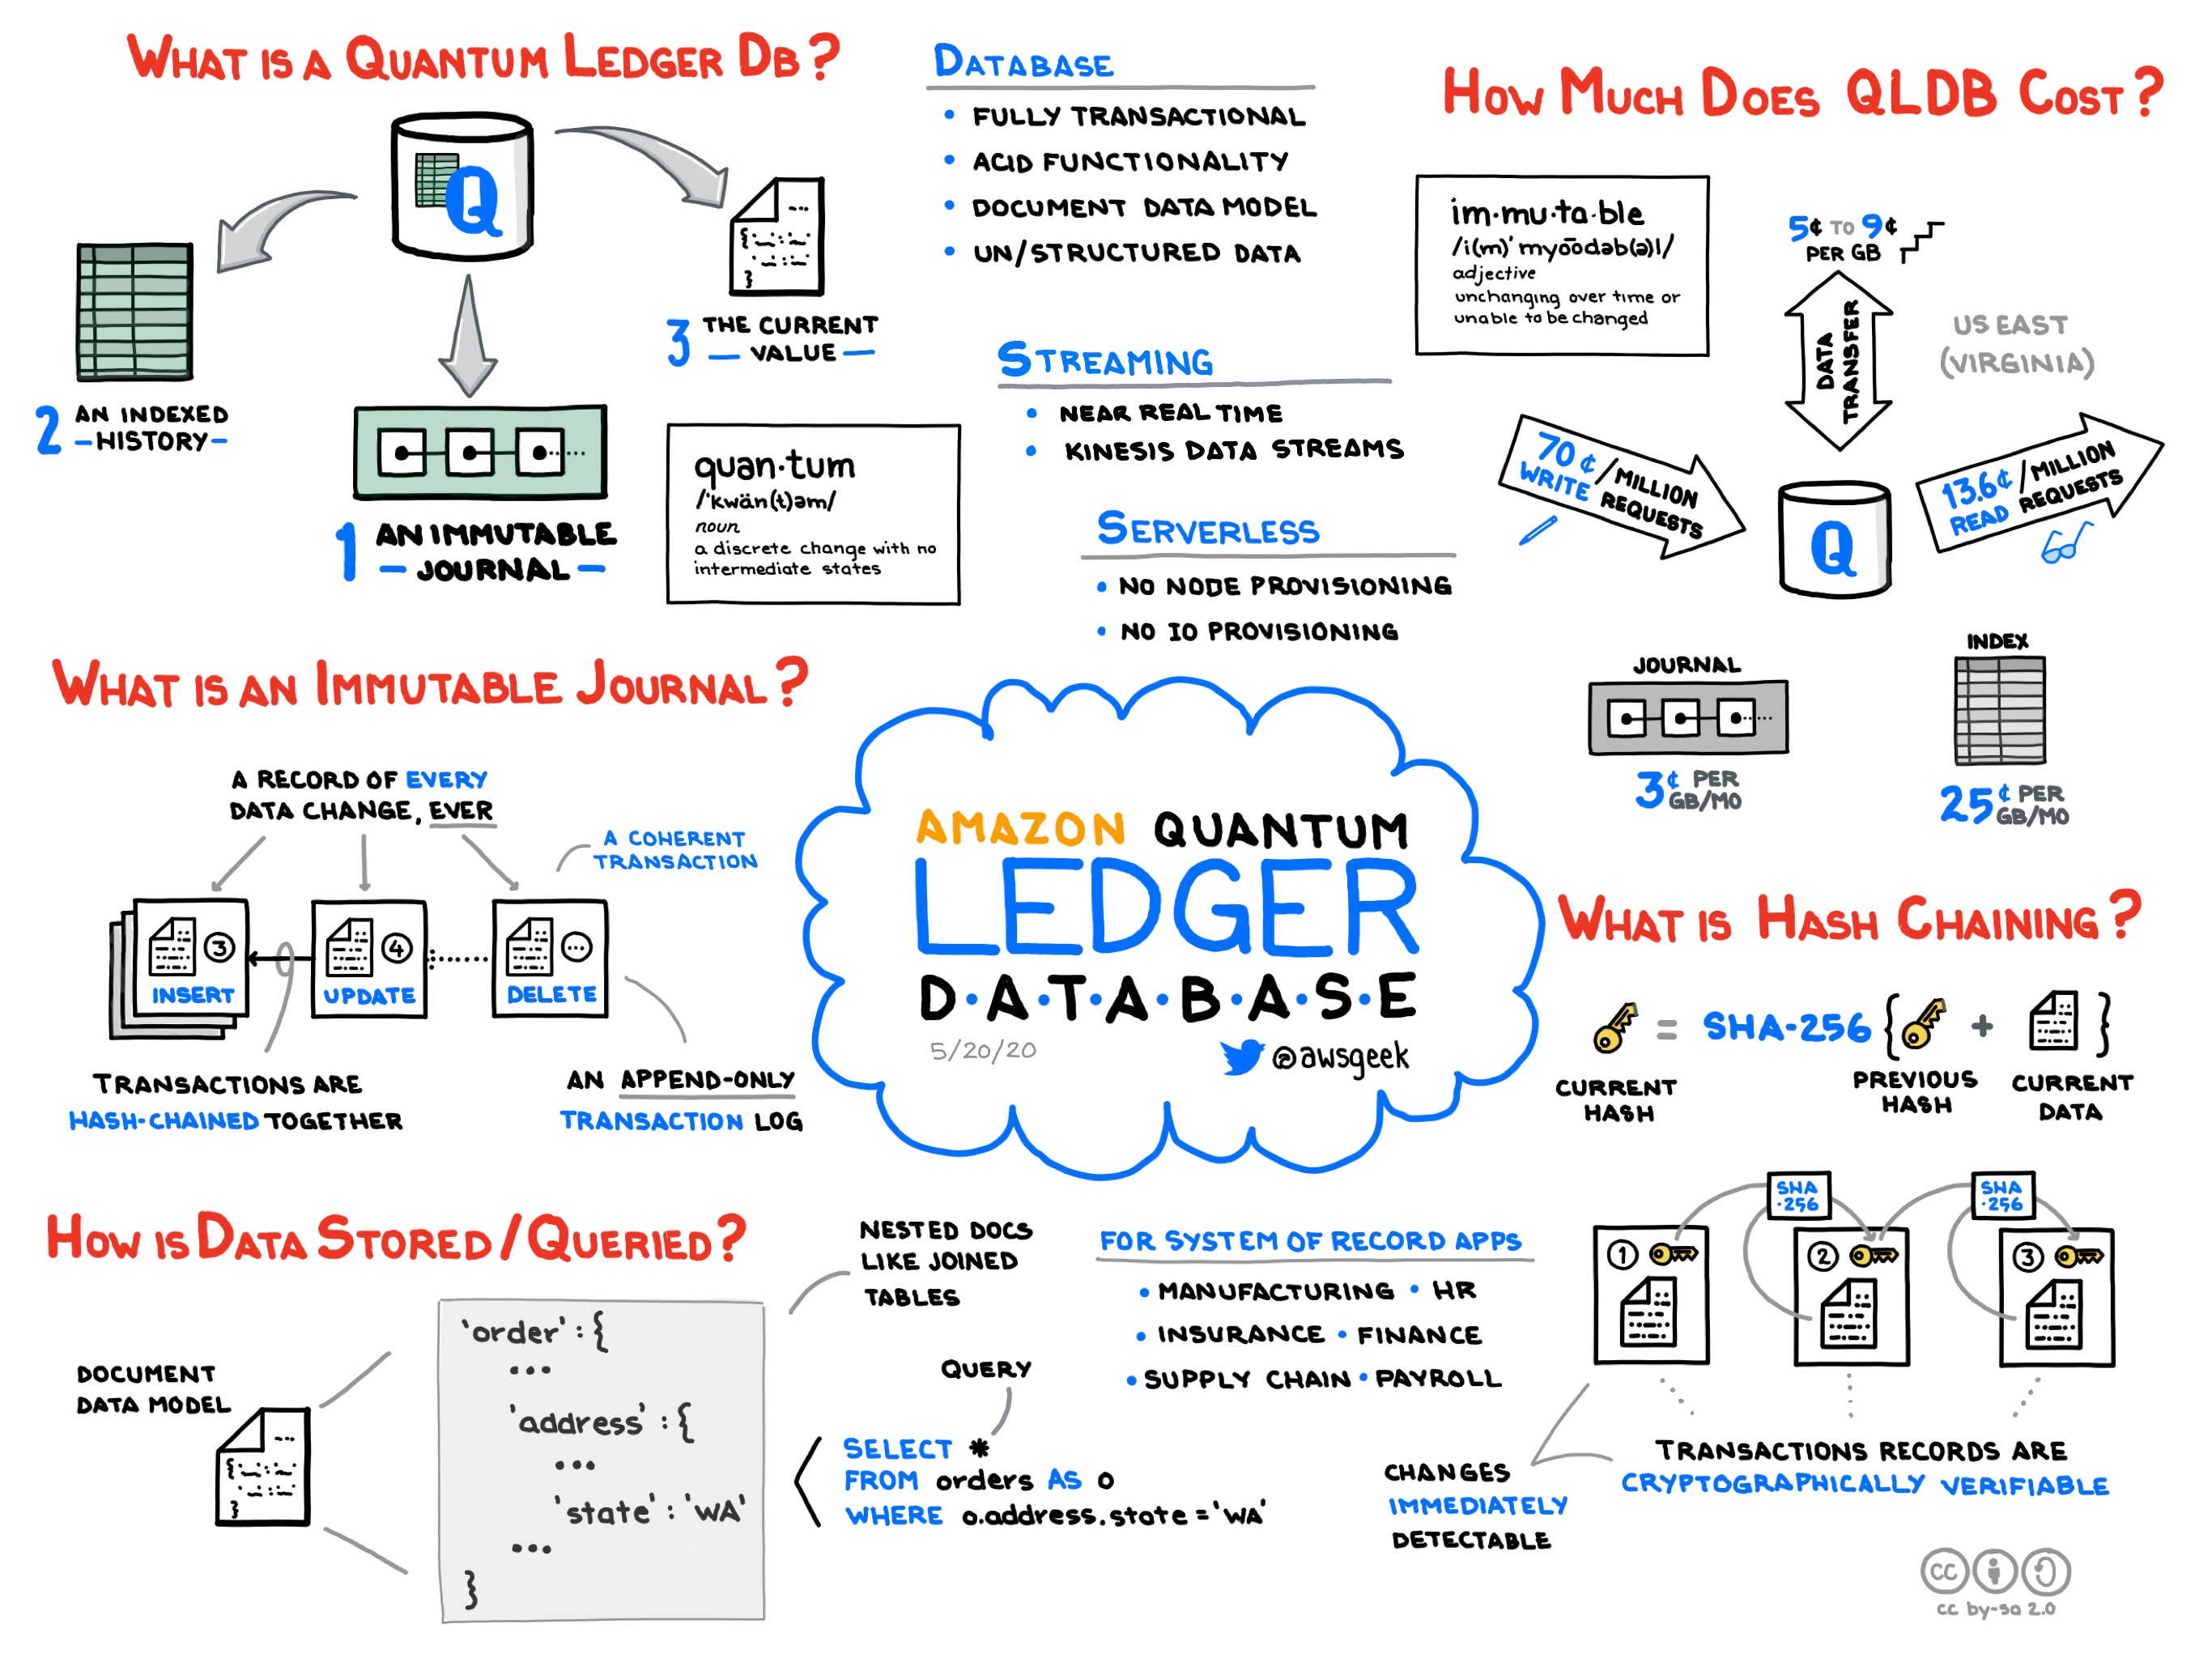 WHAT IS A QUANTUM LEDGER DB?
Q
2 AN INDEXED
HISTORY
1 AN IMMUTABLE
JOURNAL
3 THE CURRENT
VALUE
quan·tum
/ˈkwän(t)əm/
noun
a discrete change with no
intermediate states
DATABASE
• FULLY TRANSACTIONAL
• ACID FUNCTIONALITY
• DOCUMENT DATA MODEL
• UN/STRUCTURED DATA
STREAMING
• NEAR REAL TIME
• KINESIS DATA STREAMS
SERVERLESS
• NO NODE PROVISIONING
• NO IO PROVISIONING
HOW MUCH DOES QLDB COST?
im·mu·ta·ble
/i(m)ˈmyōōdəb(ə)l/
adjective
unchanging over time or
unable to be changed
5¢ TO 9¢
PER GB
DATA
TRANSFER
US EAST
(VIRGINIA)
70¢/MILLION
WRITE REQUESTS
13.6¢/MILLION
READ REQUESTS
Q
JOURNAL
3¢ PER
GB/MO
INDEX
25¢ PER
GB/MO
WHAT IS AN IMMUTABLE JOURNAL?
A RECORD OF EVERY
DATA CHANGE, EVER
A COHERENT
TRANSACTION
3
INSERT
4
UPDATE
...
DELETE
TRANSACTIONS ARE
HASH-CHAINED TOGETHER
AN APPEND-ONLY
TRANSACTION LOG
AMAZON QUANTUM
LEDGER
D·A·T·A·B·A·S·E
5/20/20
@awsgeek
WHAT IS HASH CHAINING?
= SHA-256 { + }
CURRENT
HASH
PREVIOUS
HASH
CURRENT
DATA
SHA
·256
SHA
·256
1
2
3
CHANGES
IMMEDIATELY
DETECTABLE
TRANSACTIONS RECORDS ARE
CRYPTOGRAPHICALLY VERIFIABLE
HOW IS DATA STORED/QUERIED?
DOCUMENT
DATA MODEL
'order':{
...
'address':{
...
'state':'WA'
...
}
NESTED DOCS
LIKE JOINED
TABLES
QUERY
SELECT *
FROM orders AS o
WHERE o.address.state='WA'
FOR SYSTEM OF RECORD APPS
• MANUFACTURING • HR
• INSURANCE • FINANCE
• SUPPLY CHAIN • PAYROLL
cc
cc by-sa 2.0